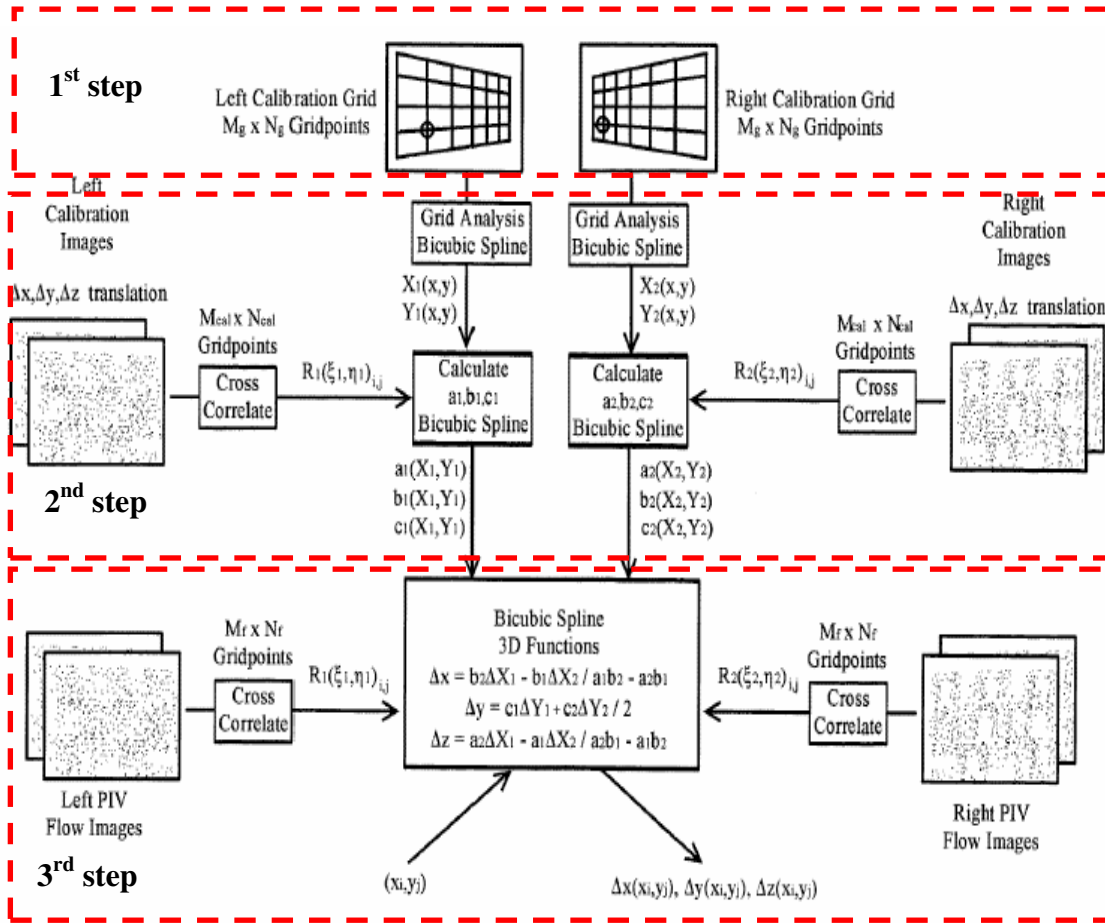 1st step
Left Calibration Grid
Mg x Ng Gridpoints
Right Calibration Grid
Mg x Ng Gridpoints
2nd step
Left
Calibration
Images
Δx,Δy,Δz translation
Mcal x Ncal
Gridpoints
Cross
Correlate
R1(ξ1,η1)i,j
Grid Analysis
Bicubic Spline
X1(x,y)
Y1(x,y)
Calculate
a1,b1,c1
Bicubic Spline
a1(X1,Y1)
b1(X1,Y1)
c1(X1,Y1)
Grid Analysis
Bicubic Spline
X2(x,y)
Y2(x,y)
Calculate
a2,b2,c2
Bicubic Spline
a2(X2,Y2)
b2(X2,Y2)
c2(X2,Y2)
R2(ξ2,η2)i,j
Mcal x Ncal
Gridpoints
Cross
Correlate
Right
Calibration
Images
Δx,Δy,Δz translation
3rd step
Left PIV
Flow Images
Mf x Nf
Gridpoints
Cross
Correlate
R1(ξ1,η1)i,j
Bicubic Spline
3D Functions
Δx = b2ΔX1 - b1ΔX2 / a1b2 - a2b1
Δy = c1ΔY1+c2ΔY2 / 2
Δz = a2ΔX1 - a1ΔX2 / a2b1 - a1b2
R2(ξ2,η2)i,j
Mf x Nf
Gridpoints
Cross
Correlate
Right PIV
Flow Images
(xi,yj)
Δx(xi,yj), Δy(xi,yj), Δz(xi,yj)